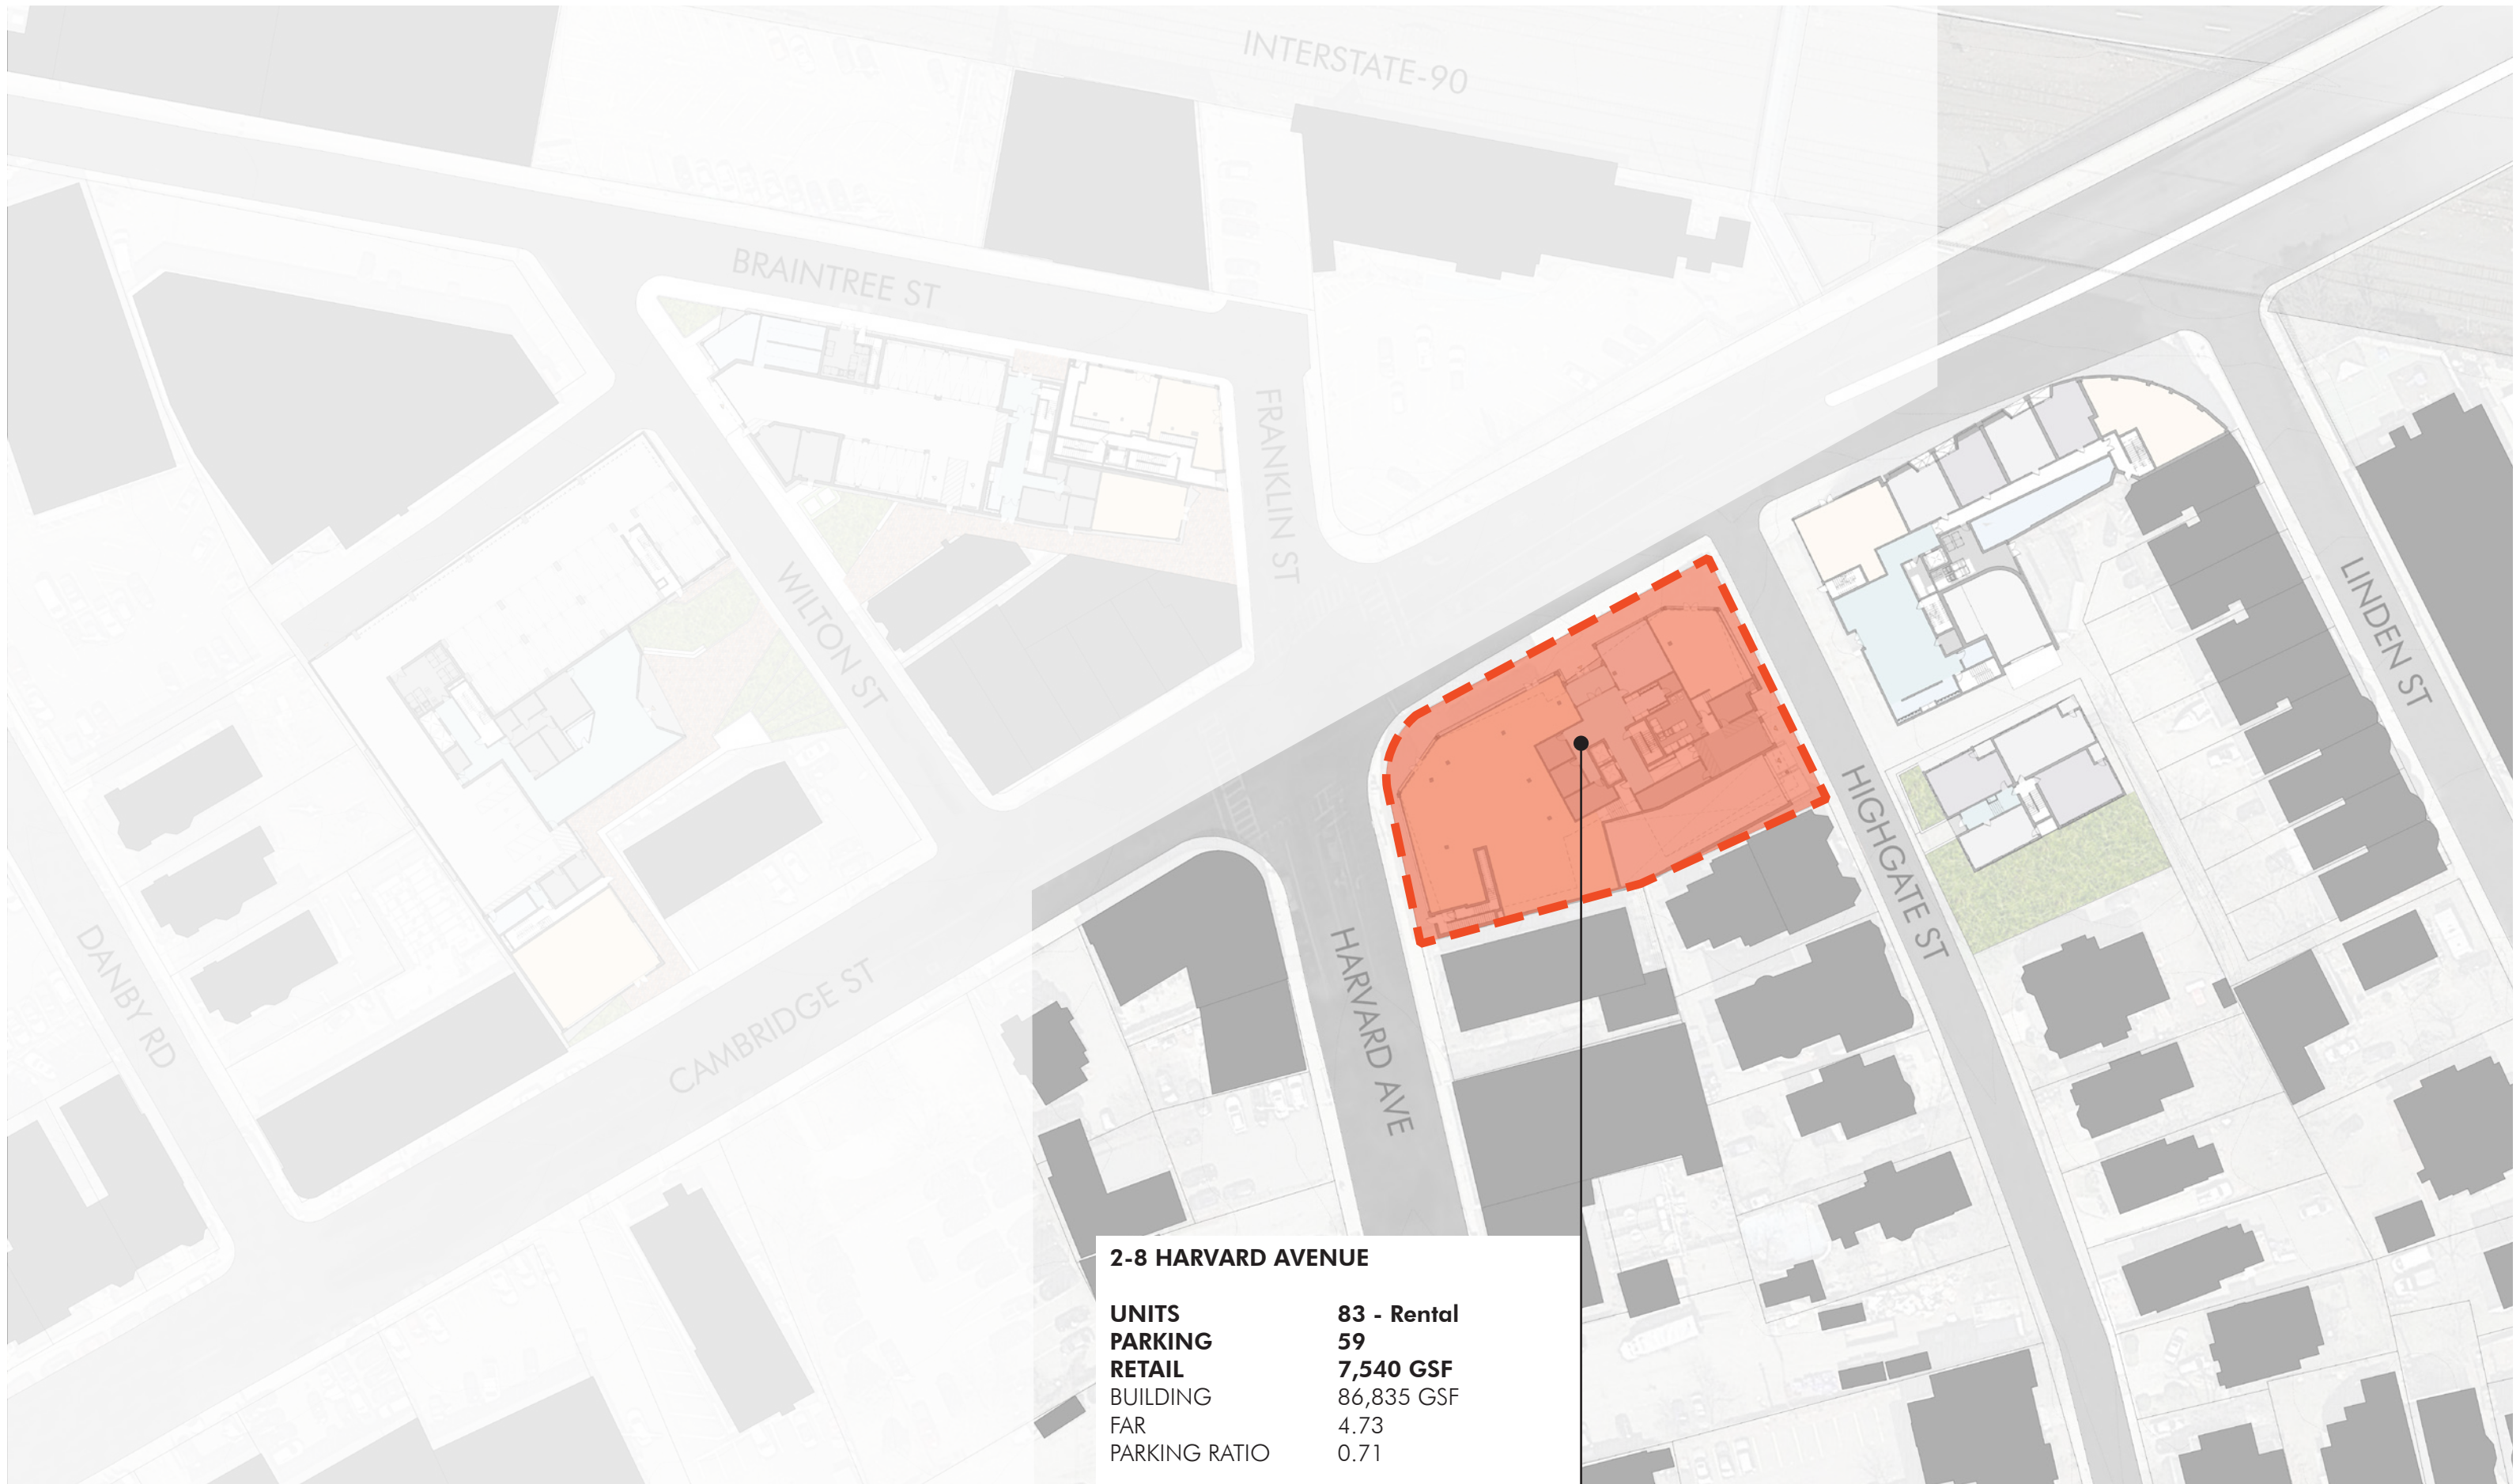 INTERSTATE-90
BRAINTREE ST
FRANKLIN ST
WILTON ST
LINDEN ST
HIGHGATE ST
HARVARD AVE
DANBY RD
CAMBRIDGE ST
2-8 HARVARD AVENUE
UNITS 83 - Rental
PARKING 59
RETAIL 7,540 GSF
BUILDING 86,835 GSF
FAR 4.73
PARKING RATIO 0.71